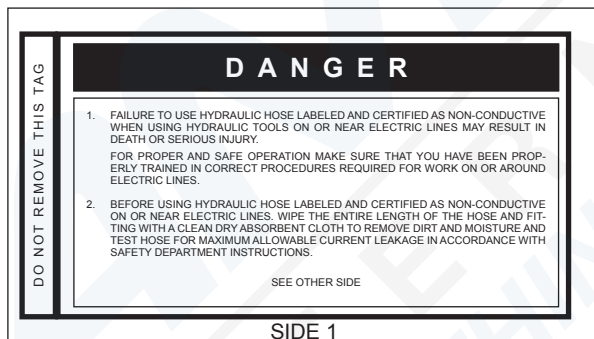 DO NOT REMOVE THIS TAG
DANGER
1. FAILURE TO USE HYDRAULIC HOSE LABELED AND CERTIFIED AS NON-CONDUCTIVE
WHEN USING HYDRAULIC TOOLS ON OR NEAR ELECTRIC LINES MAY RESULT IN
DEATH OR SERIOUS INJURY.
FOR PROPER AND SAFE OPERATION MAKE SURE THAT YOU HAVE BEEN PROP-
ERLY TRAINED IN CORRECT PROCEDURES REQUIRED FOR WORK ON OR AROUND
ELECTRIC LINES.
2. BEFORE USING HYDRAULIC HOSE LABELED AND CERTIFIED AS NON-CONDUCTIVE
ON OR NEAR ELECTRIC LINES. WIPE THE ENTIRE LENGTH OF THE HOSE AND FIT-
TING WITH A CLEAN DRY ABSORBENT CLOTH TO REMOVE DIRT AND MOISTURE AND
TEST HOSE FOR MAXIMUM ALLOWABLE CURRENT LEAKAGE IN ACCORDANCE WITH
SAFETY DEPARTMENT INSTRUCTIONS.
SEE OTHER SIDE
SIDE 1